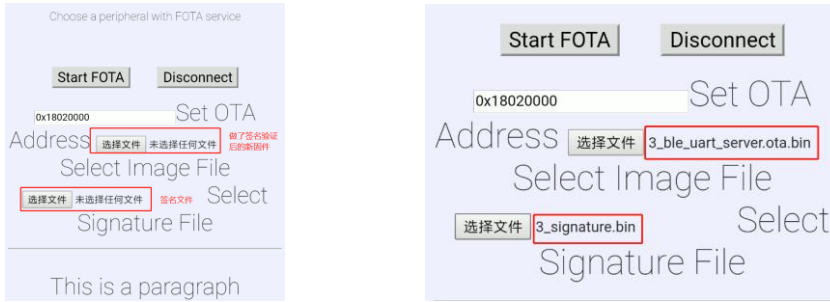 Choose a peripheral with FOTA service
Start FOTA Disconnect
0x18020000 Set OTA
Address 选择文件 未选择任何文件 做了签名验证
后的新固件
Select Image File
选择文件 未选择任何文件 签名文件 Select
Signature File
This is a paragraph
Start FOTA Disconnect
0x18020000 Set OTA
Address 选择文件 3_ble_uart_server.ota.bin
Select Image File
选择文件 3_signature.bin Select
Signature File